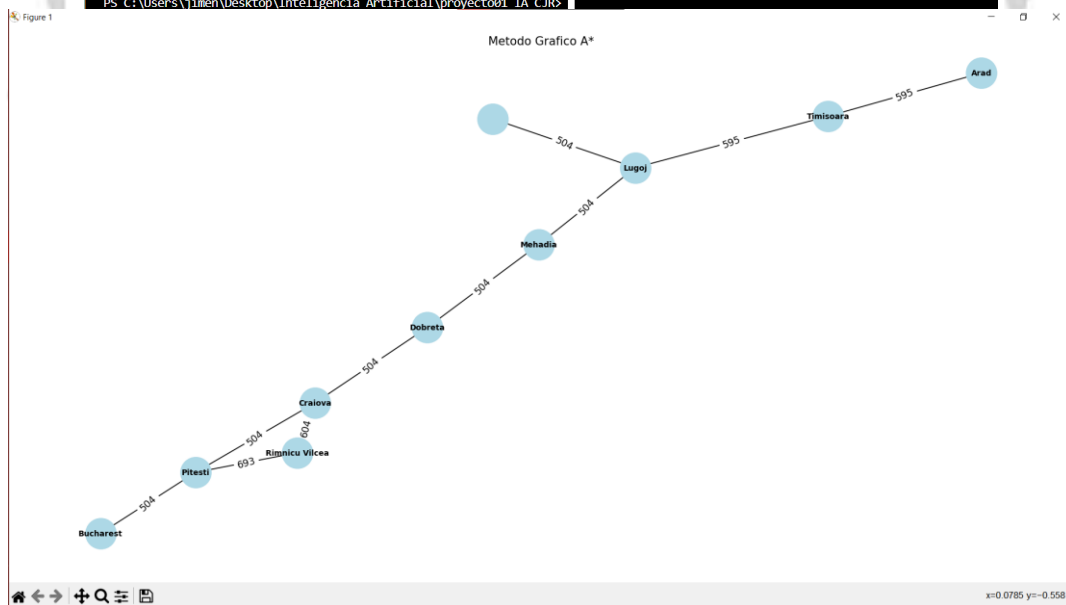 PS C:\Users\jimen\Desktop\Inteligencia Artificial\proyecto01 IA CJR>
Figure 1
Metodo Grafico A*
Arad
595
Timisoara
504
595
Lugoj
504
Mehadia
504
Dobreta
504
Craiova
604
504
Rimnicu Vilcea
693
Pitesti
504
Bucharest
x=0.0785 y=-0.558